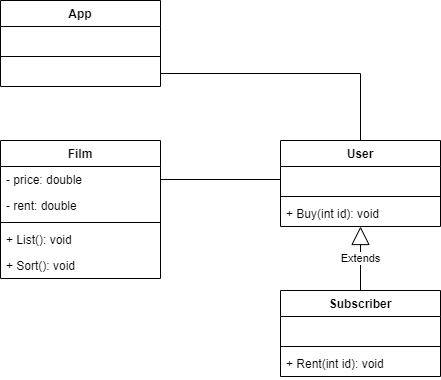 App
Film
- price: double
- rent: double
+ List(): void
+ Sort(): void
User
+ Buy(int id): void
Extends
Subscriber
+ Rent(int id): void